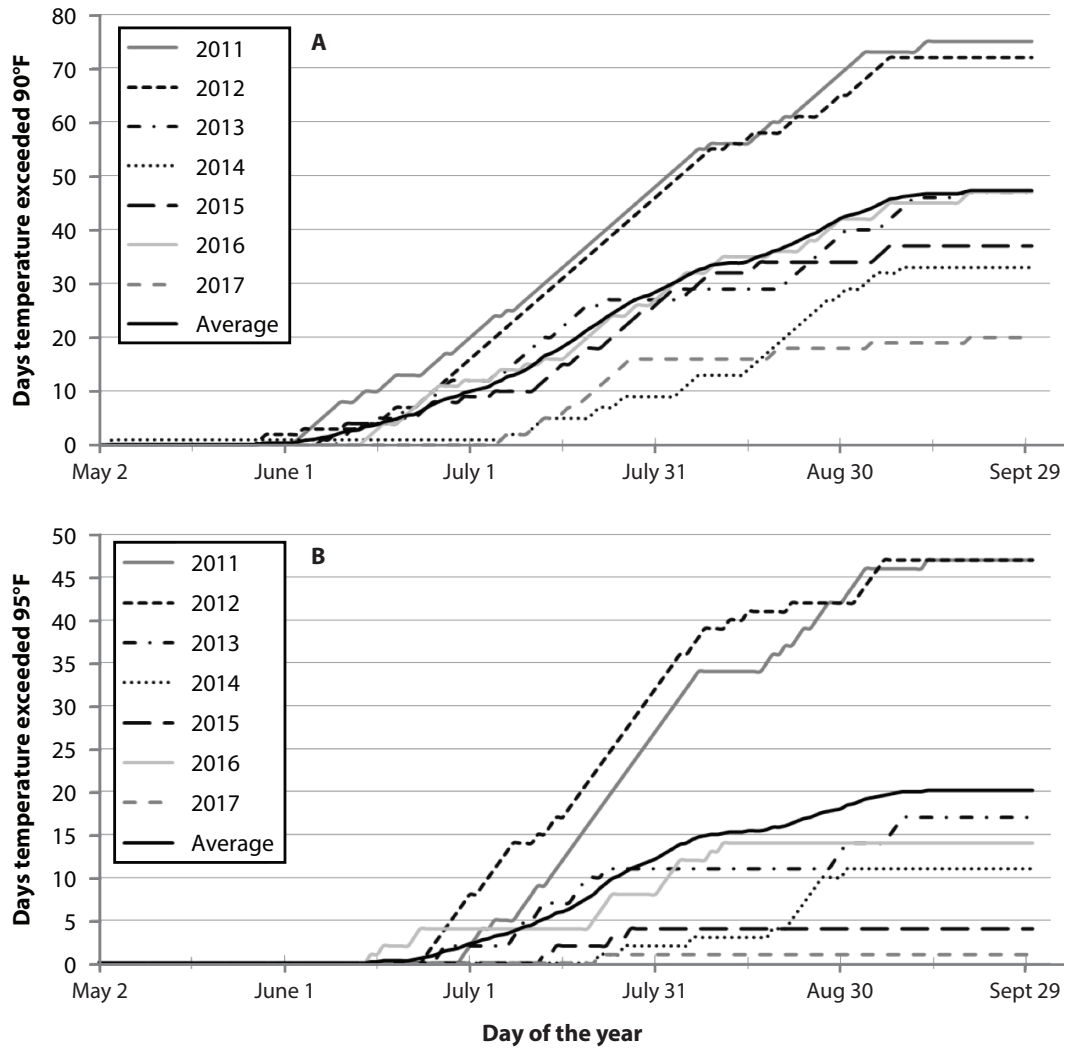 Days temperature exceeded 90°F
80
70
60
50
40
30
20
10
0
A
2011
2012
2013
2014
2015
2016
2017
Average
May 2
June 1
July 1
July 31
Aug 30
Sept 29
Days temperature exceeded 95°F
50
45
40
35
30
25
20
15
10
5
0
B
2011
2012
2013
2014
2015
2016
2017
Average
May 2
June 1
July 1
July 31
Aug 30
Sept 29
Day of the year